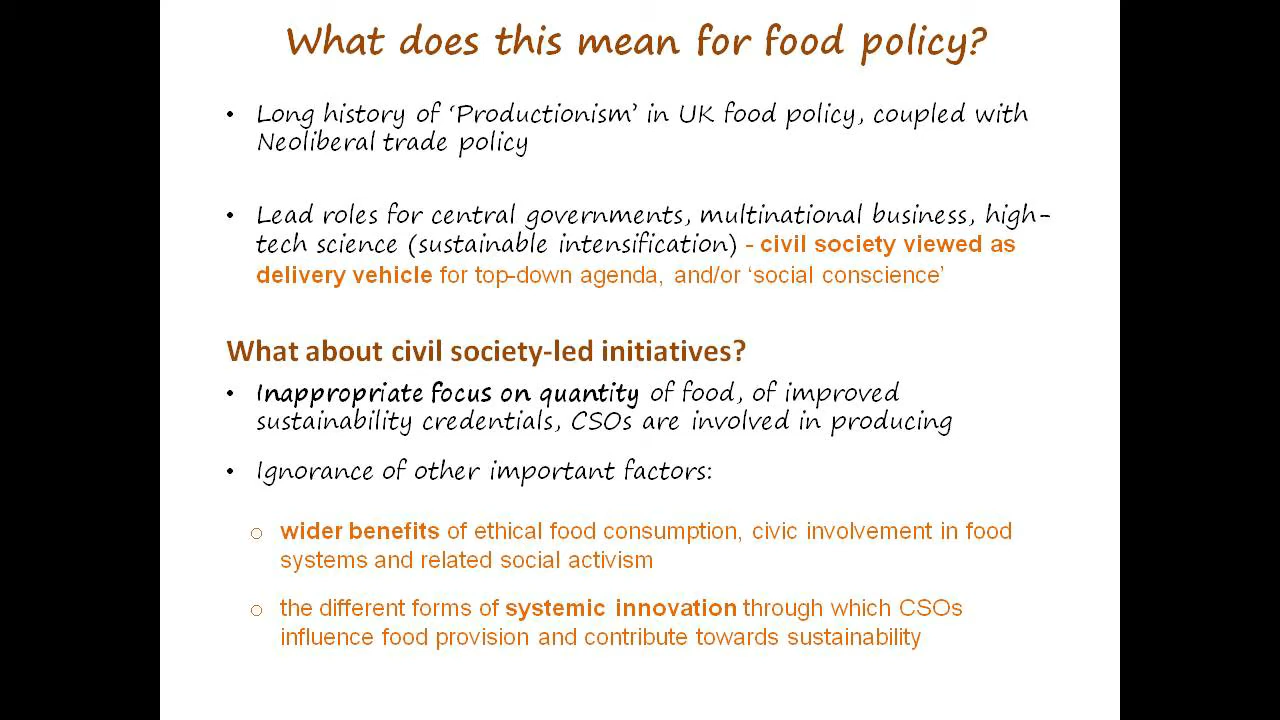 What does this mean for food policy?
• Long history of ‘Productionism’ in UK food policy, coupled with
Neoliberal trade policy
• Lead roles for central governments, multinational business, high-
tech science (sustainable intensification) - civil society viewed as
delivery vehicle for top-down agenda, and/or ‘social conscience’
What about civil society-led initiatives?
• Inappropriate focus on quantity of food, of improved
sustainability credentials, CSOs are involved in producing
• Ignorance of other important factors:
o wider benefits of ethical food consumption, civic involvement in food
systems and related social activism
o the different forms of systemic innovation through which CSOs
influence food provision and contribute towards sustainability